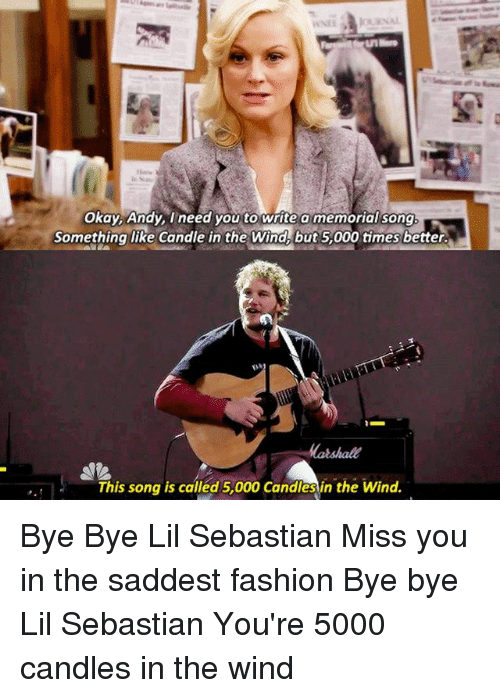 JOURNAL
Okay, Andy, I need you to write a memorial song.
Something like Candle in the Wind, but 5,000 times better.
Marshall
This song is called 5,000 Candles in the Wind.
Bye Bye Lil Sebastian Miss you
in the saddest fashion Bye bye
Lil Sebastian You're 5000
candles in the wind